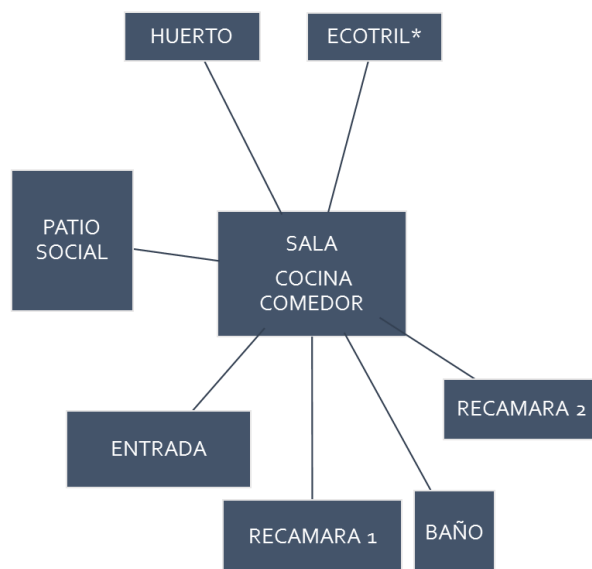 HUERTO
ECOTRIL*
PATIO
SOCIAL
SALA
COCINA
COMEDOR
RECAMARA 2
ENTRADA
RECAMARA 1
BAÑO